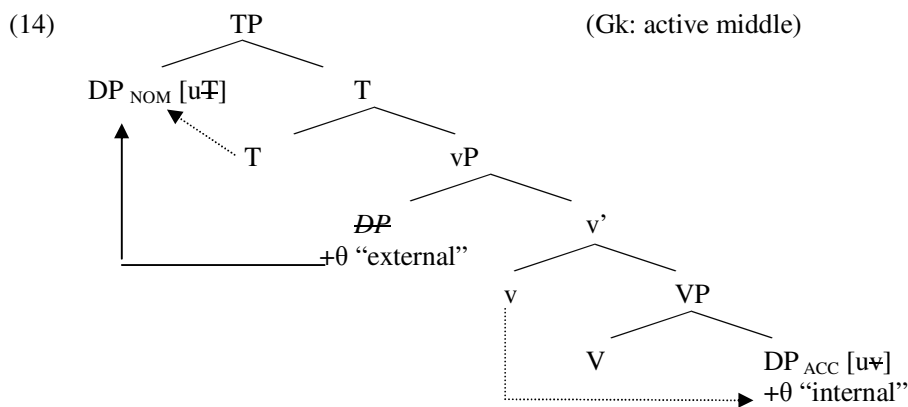 (14) TP (Gk: active middle)
DP NOM [uT] T
T vP
DP v’
+θ “external”
v VP
V DP ACC [uv]
+θ “internal”